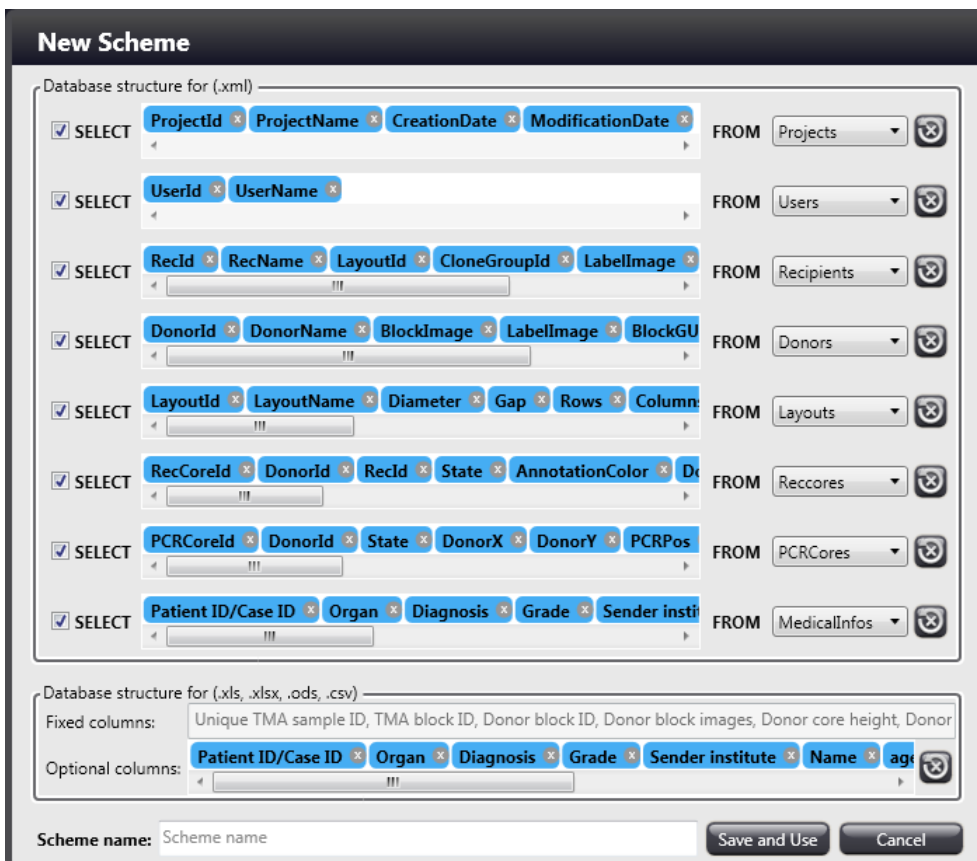 New Scheme
Database structure for (.xml)
SELECT ProjectId x ProjectName x CreationDate x ModificationDate x FROM Projects
SELECT UserId x UserName x FROM Users
SELECT RecId x RecName x LayoutId x CloneGroupId x LabelImage x FROM Recipients
SELECT DonorId x DonorName x BlockImage x LabelImage x BlockGU FROM Donors
SELECT LayoutId x LayoutName x Diameter x Gap x Rows x Column FROM Layouts
SELECT RecCoreId x DonorId x RecId x State x AnnotationColor x Do FROM Reccores
SELECT PCRCoreId x DonorId x State x DonorX x DonorY x PCRPos FROM PCRCores
SELECT Patient ID/Case ID x Organ x Diagnosis x Grade x Sender instit FROM MedicalInfos
Database structure for (.xls, .xlsx, .ods, .csv)
Fixed columns: Unique TMA sample ID, TMA block ID, Donor block ID, Donor block images, Donor core height, Donor
Optional columns: Patient ID/Case ID x Organ x Diagnosis x Grade x Sender institute x Name x age
Scheme name: Scheme name Save and Use Cancel